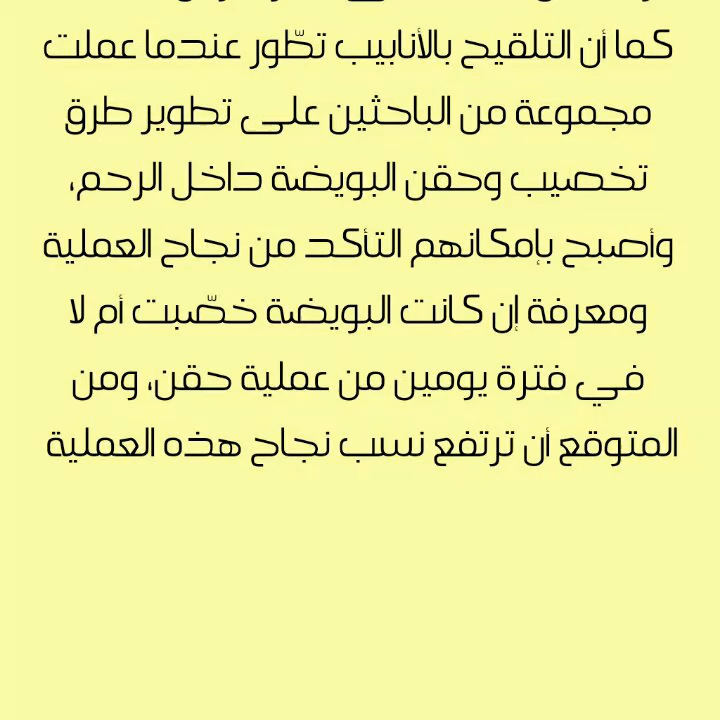 كما أن التلقيح بالأنابيب تطّور عندما عملت
مجموعة من الباحثين على تطوير طرق
تخصيب وحقن البويضة داخل الرحم،
وأصبح بإمكانهم التأكد من نجاح العملية
ومعرفة إن كانت البويضة خصّبت أم لا
في فترة يومين من عملية حقن، ومن
المتوقع أن ترتفع نسب نجاح هذه العملية